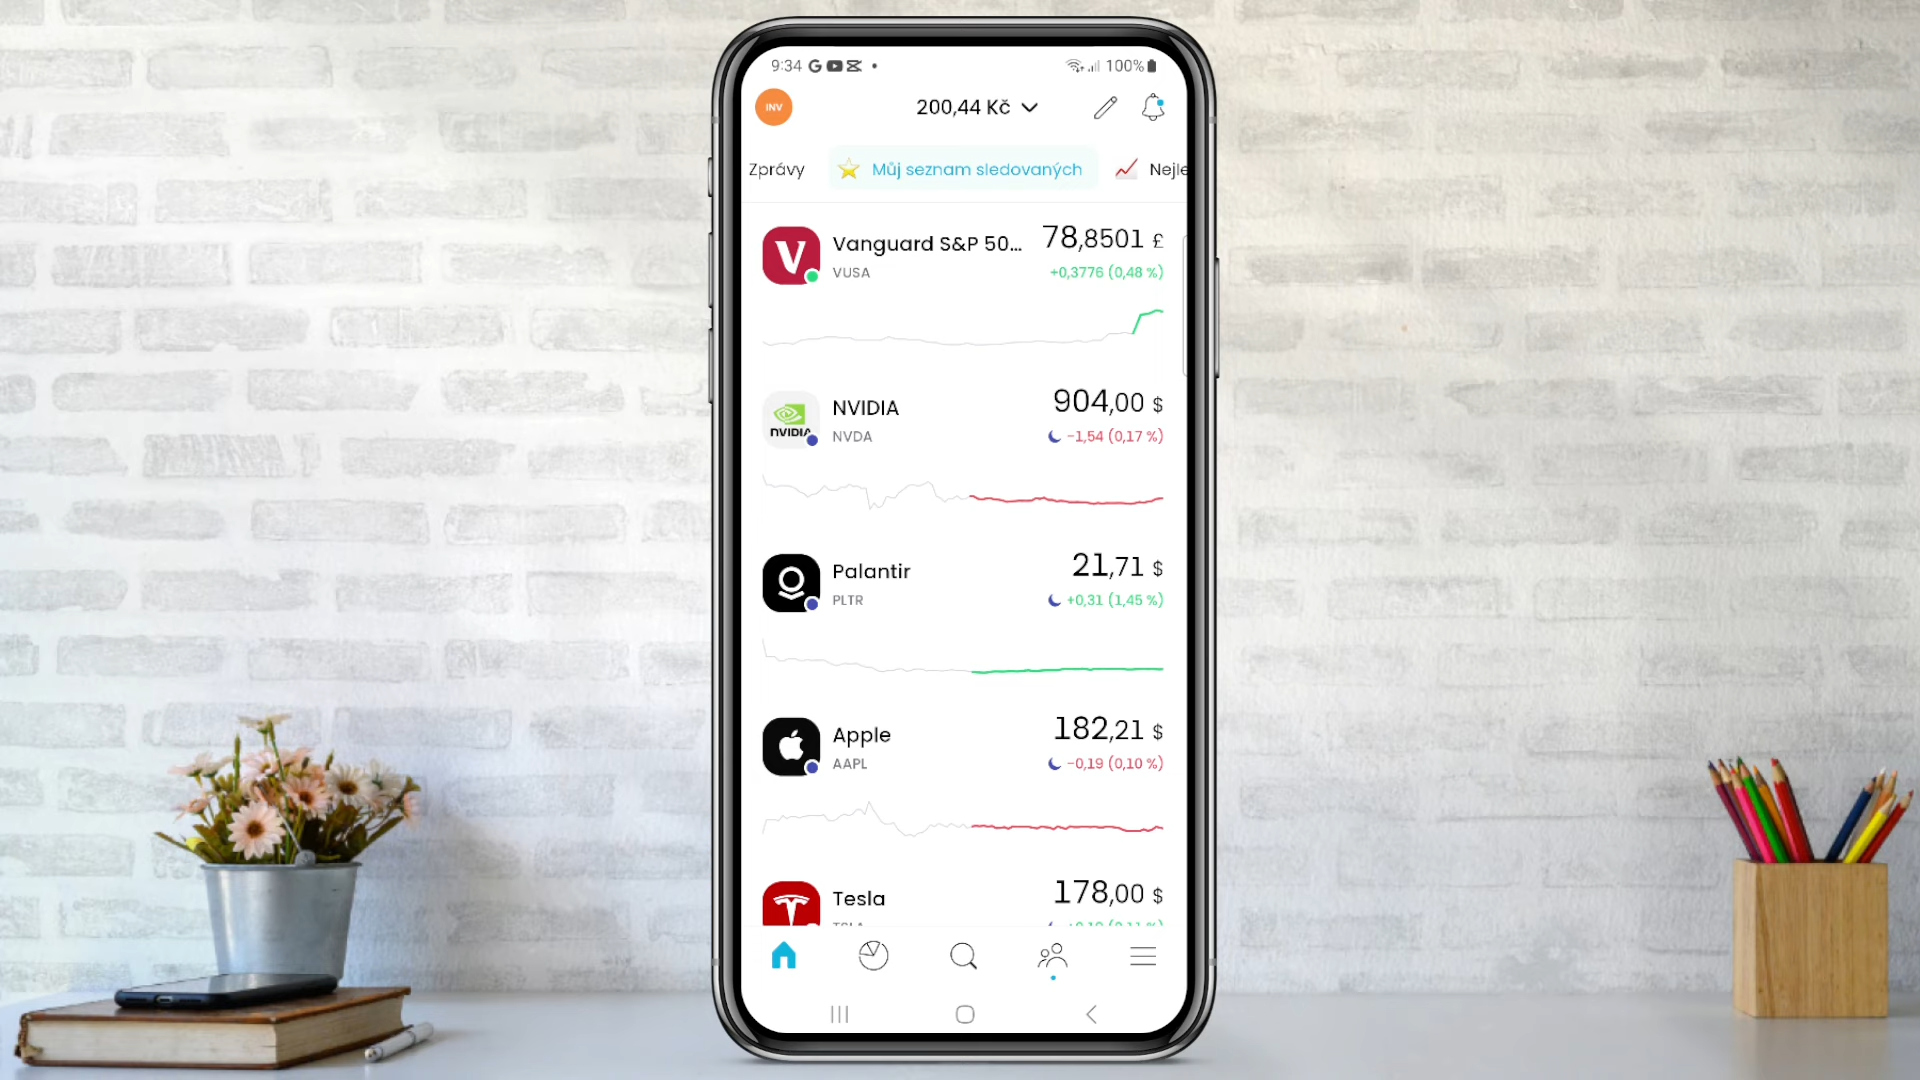 9:34
100%
INV
200,44 Kč
Zprávy
Můj seznam sledovaných
Nejle
Vanguard S&P 50...
78,8501 £
VUSA
+0,3776 (0,48 %)
NVIDIA
904,00 $
NVIDIA
NVDA
-1,54 (0,17 %)
Palantir
21,71 $
PLTR
+0,31 (1,45 %)
Apple
182,21 $
AAPL
-0,19 (0,10 %)
Tesla
178,00 $